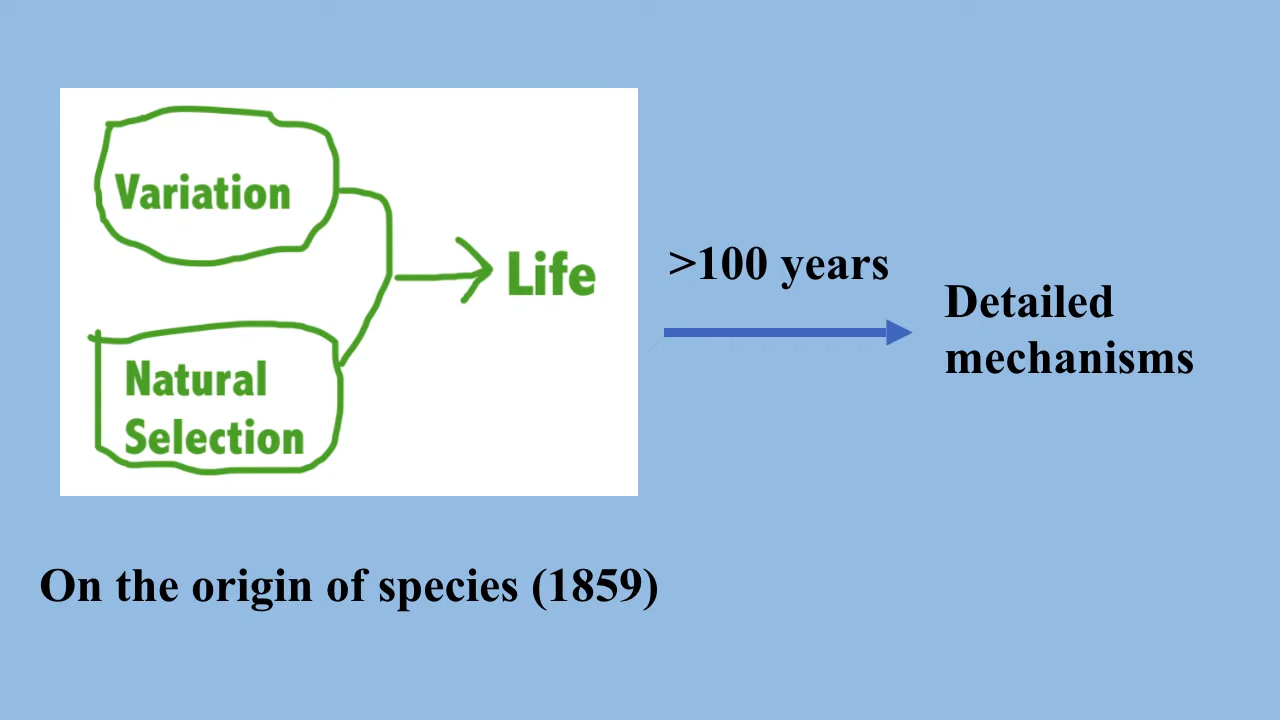 Variation
Natural
Selection
Life
>100 years
Detailed
mechanisms
On the origin of species (1859)